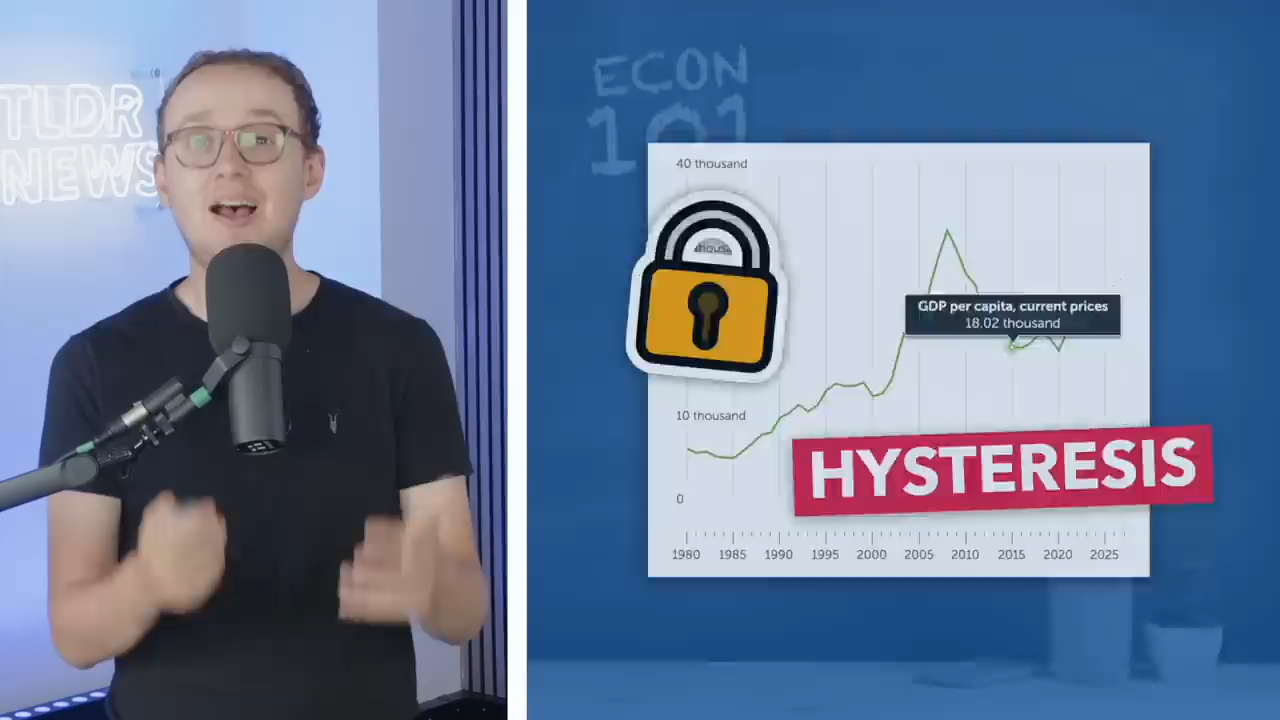 TLDR
NEWS
ECON
101
40 thousand
GDP per capita, current prices
18.02 thousand
10 thousand
HYSTERESIS
0
1980 1985 1990 1995 2000 2005 2010 2015 2020 2025